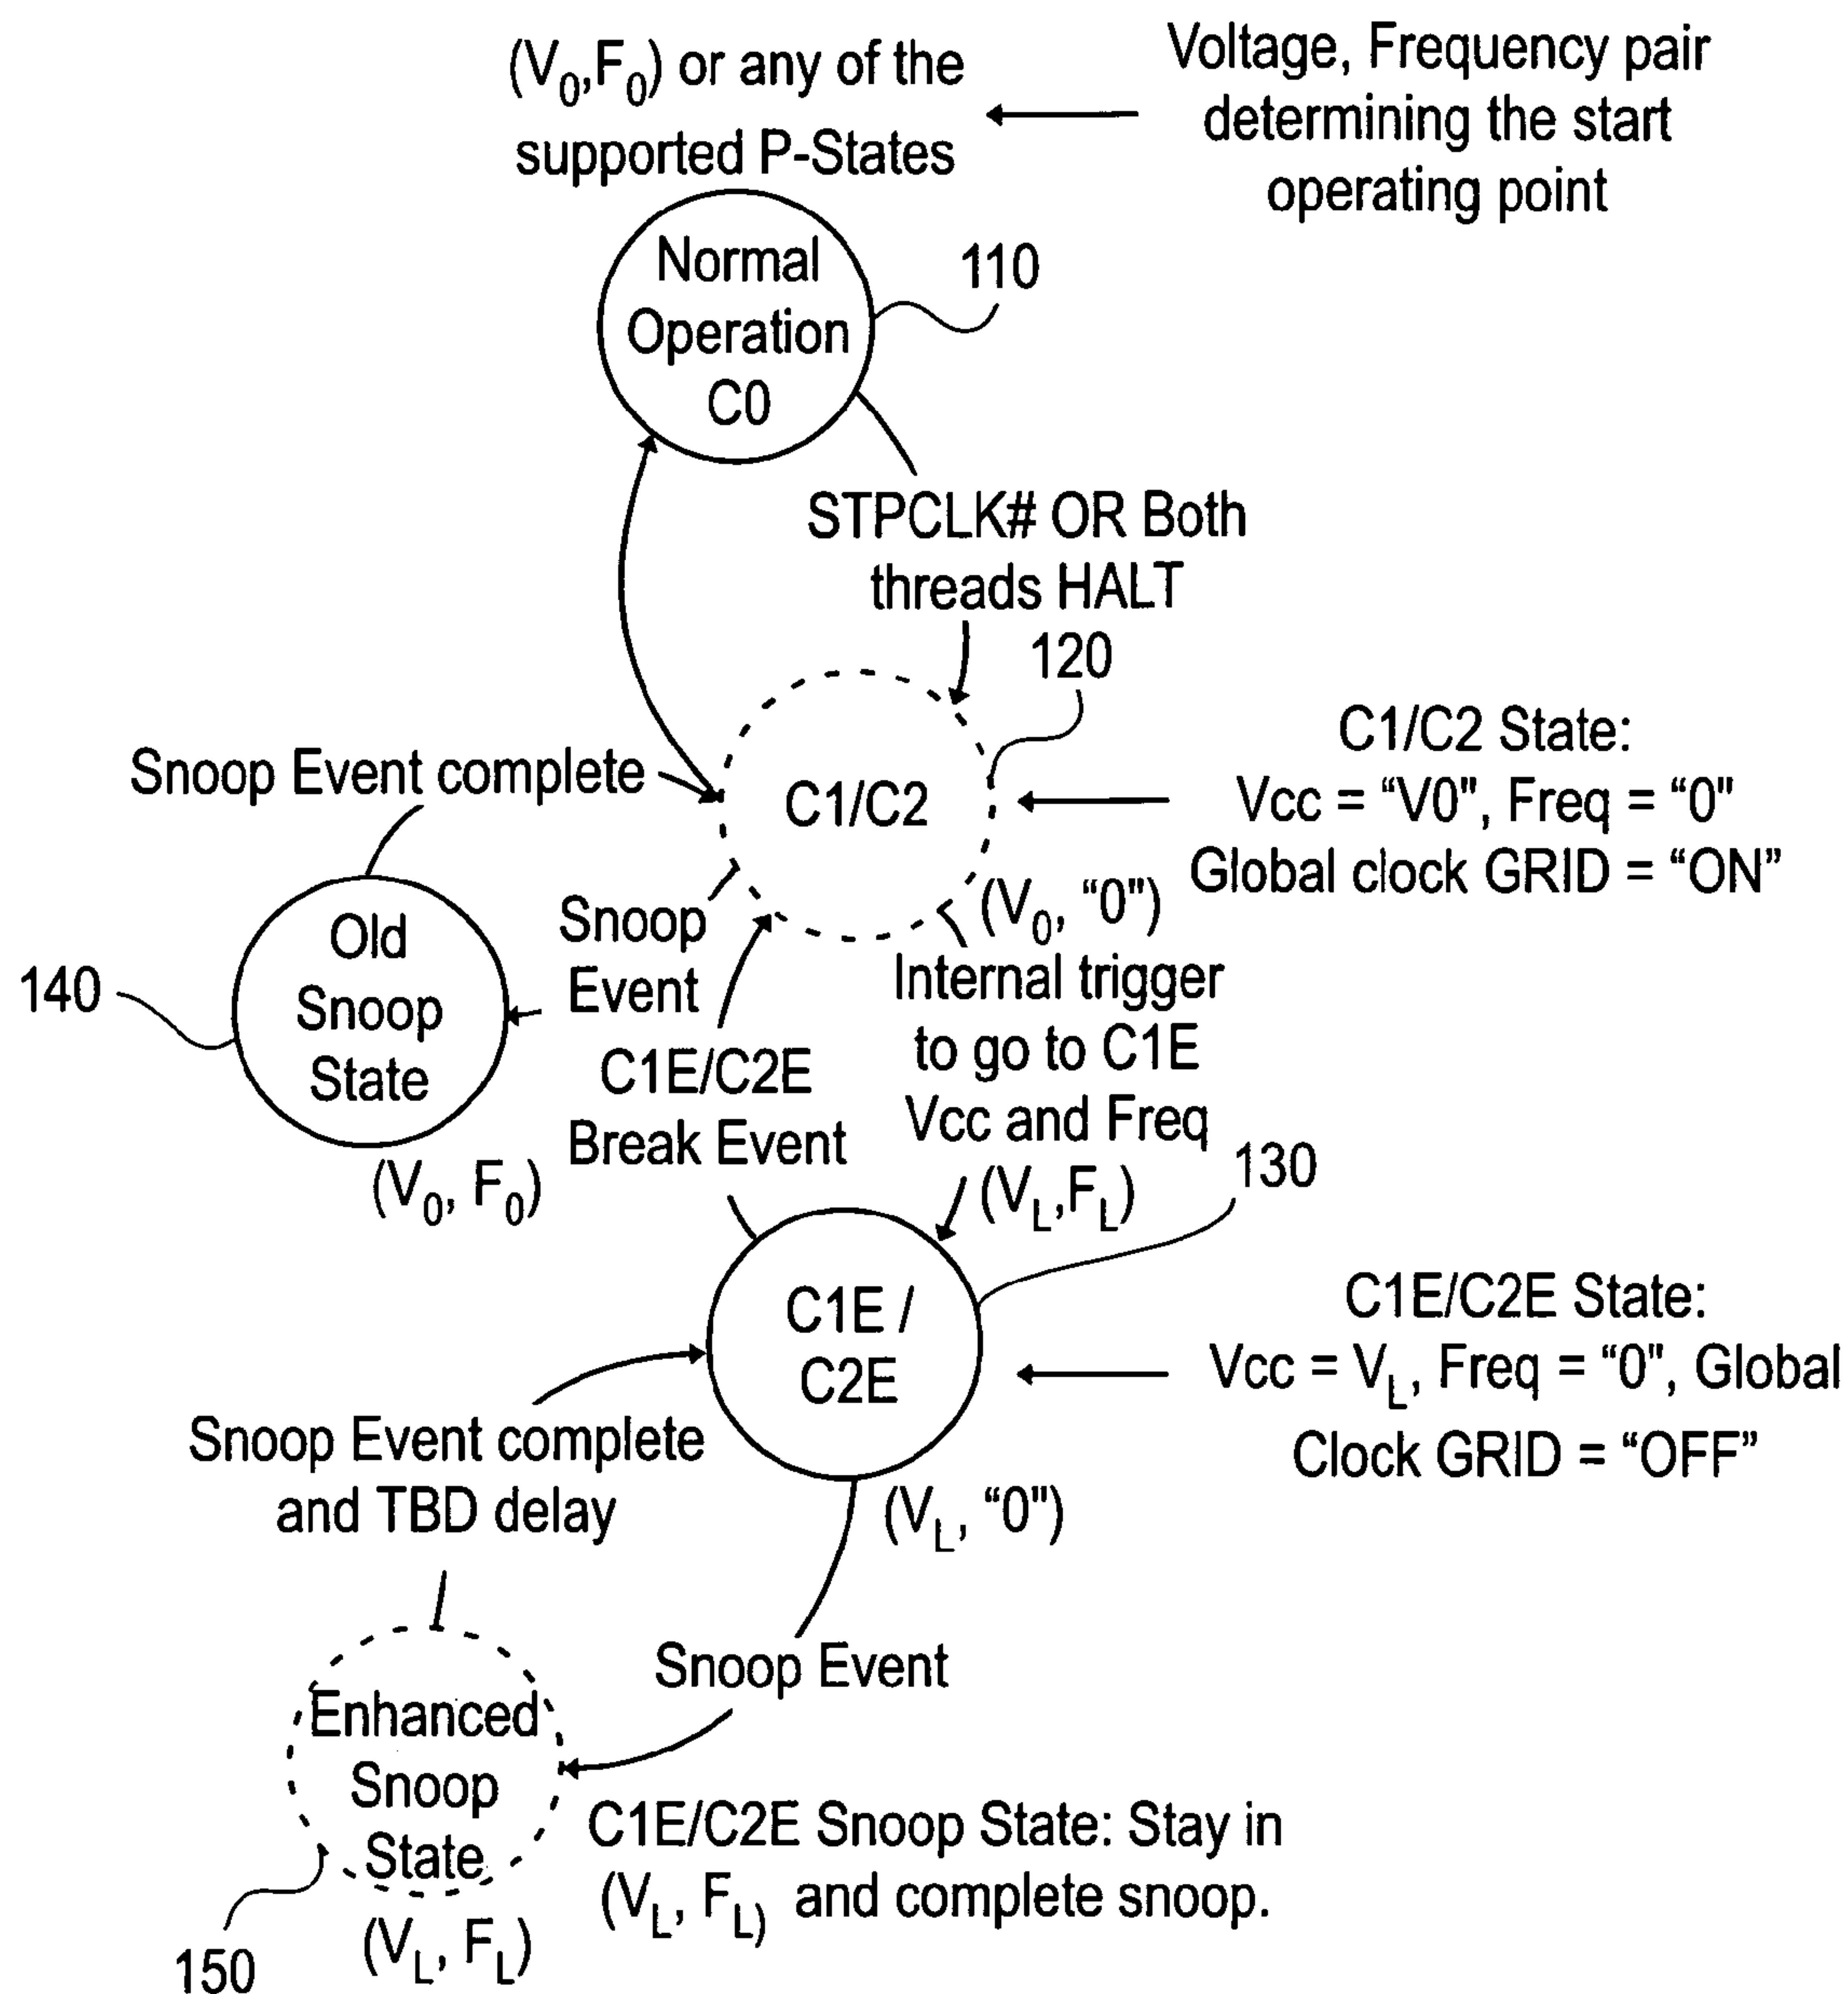 (V0,F0) or any of the
supported P-States
Voltage, Frequency pair
determining the start
operating point
Normal
Operation
C0
110
STPCLK# OR Both
threads HALT
120
C1/C2 State:
Vcc = “V0", Freq = “0"
Global clock GRID = “ON”
Snoop Event complete
C1/C2
(V0, “0")
Old
Snoop
State
140
(V0, F0)
Snoop
Event
C1E/C2E
Break Event
Internal trigger
to go to C1E
Vcc and Freq
(VL,FL)
130
C1E /
C2E
C1E/C2E State:
Vcc = VL, Freq = “0", Global
Clock GRID = “OFF”
(VL, “0")
Snoop Event complete
and TBD delay
Snoop Event
Enhanced
Snoop
State
150
(VL, FL)
C1E/C2E Snoop State: Stay in
(VL, FL) and complete snoop.